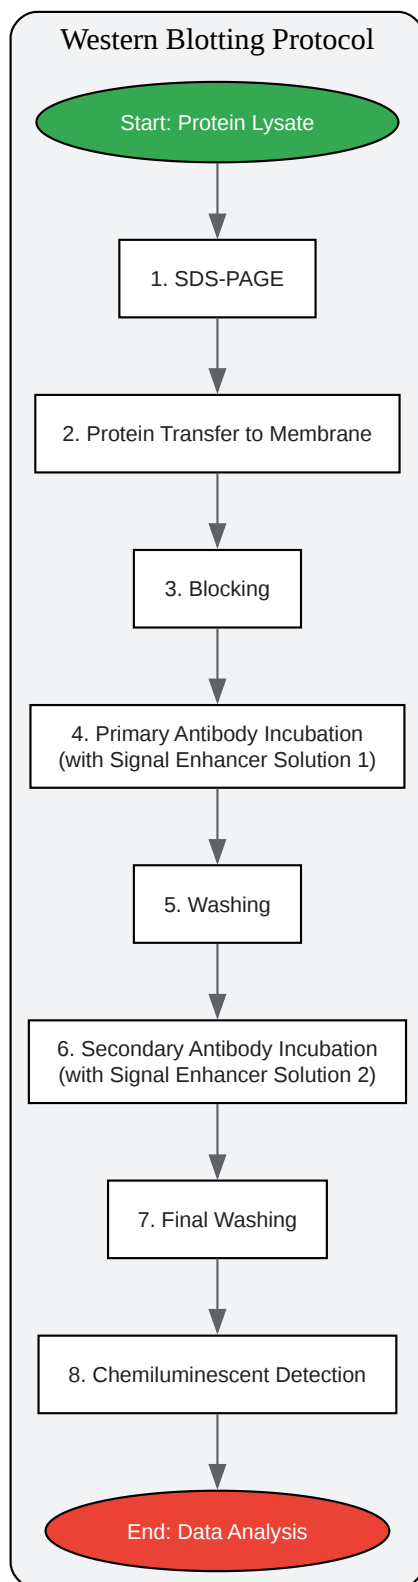 Western Blotting Protocol
Start: Protein Lysate
1. SDS-PAGE
2. Protein Transfer to Membrane
3. Blocking
4. Primary Antibody Incubation
(with Signal Enhancer Solution 1)
5. Washing
6. Secondary Antibody Incubation
(with Signal Enhancer Solution 2)
7. Final Washing
8. Chemiluminescent Detection
End: Data Analysis